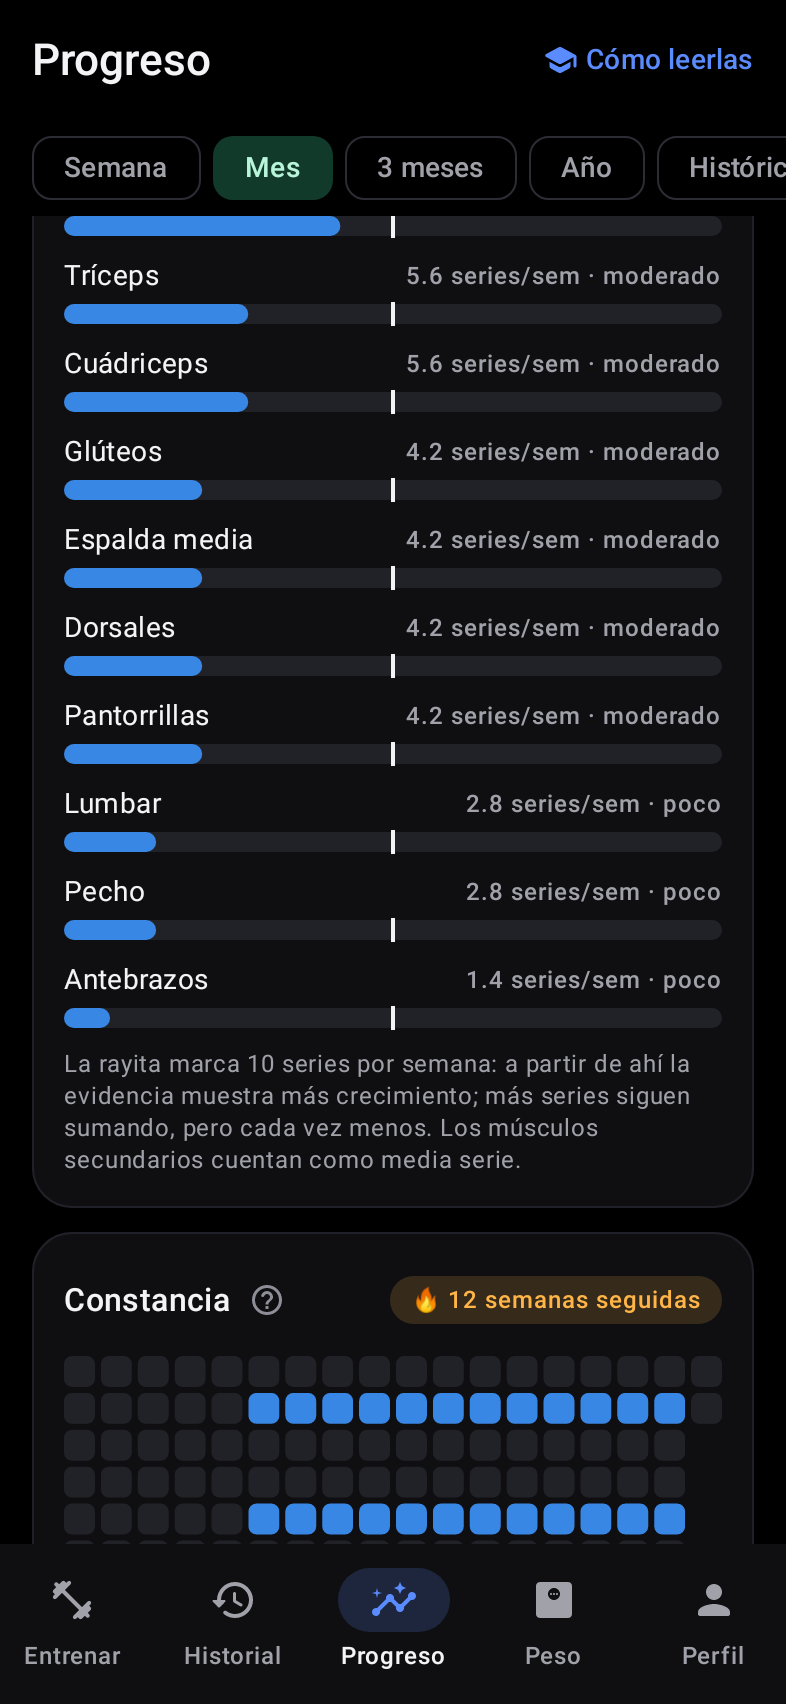 Progreso
Cómo leerlas
Semana
Mes
3 meses
Año
Históric
Tríceps
5.6 series/sem · moderado
Cuádriceps
5.6 series/sem · moderado
Glúteos
4.2 series/sem · moderado
Espalda media
4.2 series/sem · moderado
Dorsales
4.2 series/sem · moderado
Pantorrillas
4.2 series/sem · moderado
Lumbar
2.8 series/sem · poco
Pecho
2.8 series/sem · poco
Antebrazos
1.4 series/sem · poco
La rayita marca 10 series por semana: a partir de ahí la
evidencia muestra más crecimiento; más series siguen
sumando, pero cada vez menos. Los músculos
secundarios cuentan como media serie.
Constancia
🔥 12 semanas seguidas
Entrenar
Historial
Progreso
Peso
Perfil